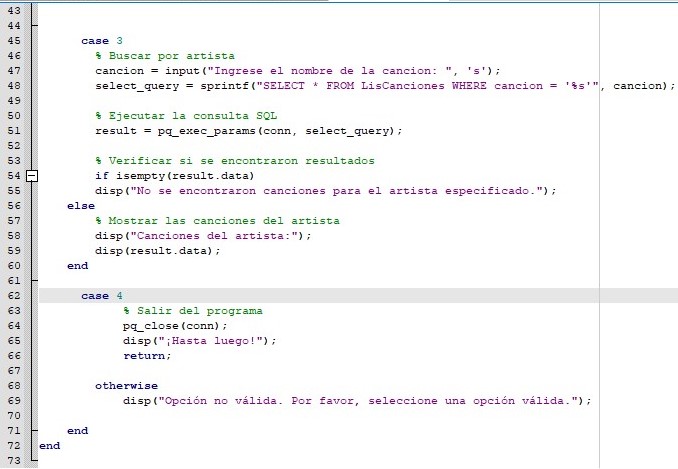 43
44
45 case 3
46 % Buscar por artista
47 cancion = input("Ingrese el nombre de la cancion: ", 's');
48 select_query = sprintf("SELECT * FROM LisCanciones WHERE cancion = '%s'", cancion);
49
50 % Ejecutar la consulta SQL
51 result = pq_exec_params(conn, select_query);
52
53 % Verificar si se encontraron resultados
54 if isempty(result.data)
55 disp("No se encontraron canciones para el artista especificado.");
56 else
57 % Mostrar las canciones del artista
58 disp("Canciones del artista:");
59 disp(result.data);
60 end
61
62 case 4
63 % Salir del programa
64 pq_close(conn);
65 disp("¡Hasta luego!");
66 return;
67
68 otherwise
69 disp("Opción no válida. Por favor, seleccione una opción válida.");
70
71 end
72 end
73